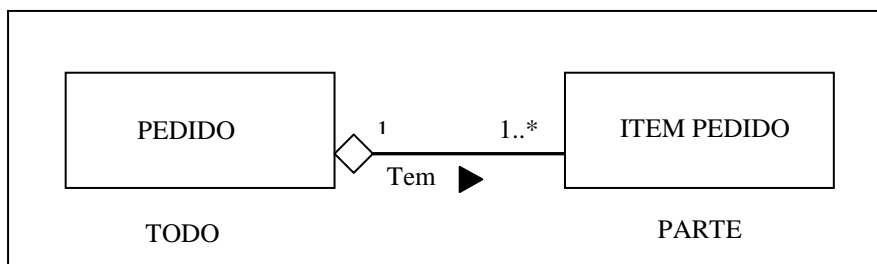 PEDIDO
1
1..*
ITEM PEDIDO
Tem
TODO
PARTE